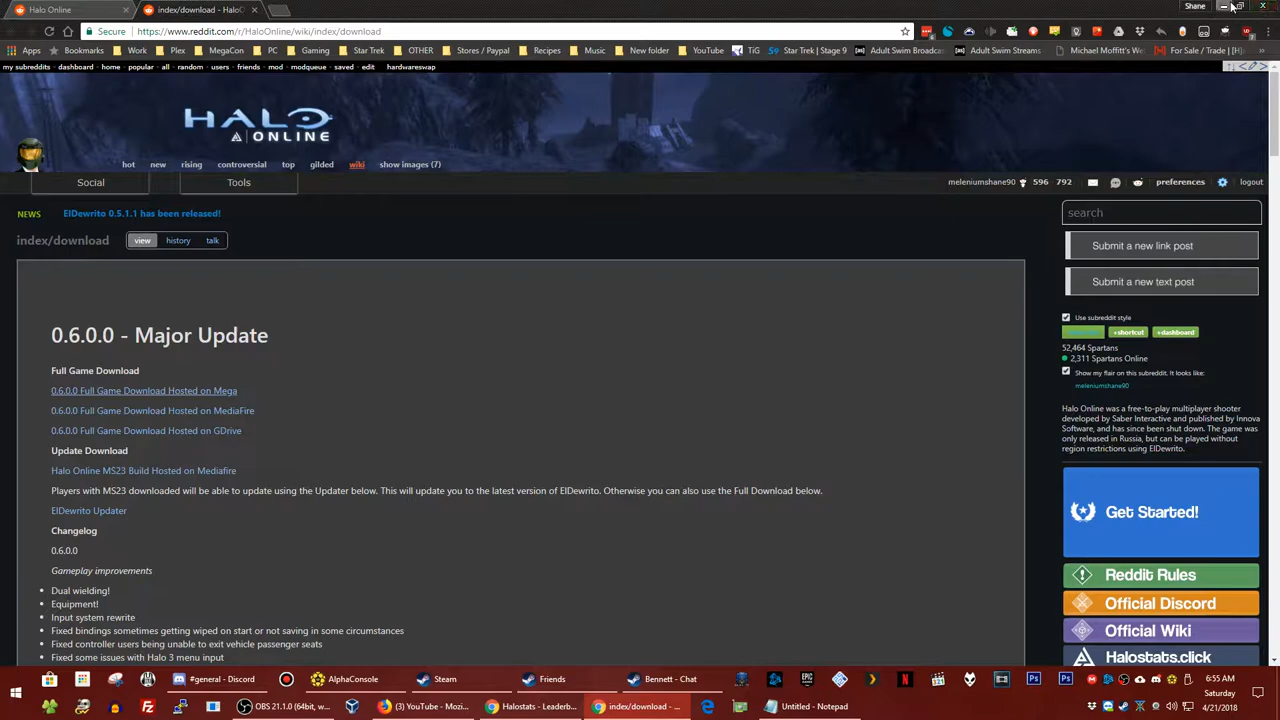 Halo Online
index/download - HaloO
Shane
Secure
https://www.reddit.com/r/HaloOnline/wiki/index/download
Apps
Bookmarks
Work
Plex
MegaCon
PC
Gaming
Star Trek
OTHER
Stores / Paypal
Recipes
Music
New folder
YouTube
TiG
Star Trek | Stage 9
Adult Swim Broadcas
Adult Swim Streams
Michael Moffitt's We
For Sale / Trade | [H
my subreddits
dashboard
home
popular
all
random
users
friends
mod
modqueue
saved
edit
hardwareswap
HALO
ONLINE
hot
new
rising
controversial
top
gilded
wiki
show images (7)
Social
Tools
meleniumshane90
596
792
preferences
logout
NEWS
ElDewrito 0.5.1.1 has been released!
search
index/download
view
history
talk
Submit a new link post
Submit a new text post
Use subreddit style
+shortcut
+dashboard
52,464 Spartans
2,311 Spartans Online
Show my flair on this subreddit. It looks like:
meleniumshane90
Halo Online was a free-to-play multiplayer shooter
developed by Saber Interactive and published by Innova
Software, and has since been shut down. The game was
only released in Russia, but can be played without
region restrictions using ElDewrito.
Get Started!
Reddit Rules
Official Discord
Official Wiki
Halostats.click
0.6.0.0 - Major Update
Full Game Download
0.6.0.0 Full Game Download Hosted on Mega
0.6.0.0 Full Game Download Hosted on MediaFire
0.6.0.0 Full Game Download Hosted on GDrive
Update Download
Halo Online MS23 Build Hosted on Mediafire
Players with MS23 downloaded will be able to update using the Updater below. This will update you to the latest version of ElDewrito. Otherwise you can also use the Full Download below.
ElDewrito Updater
Changelog
0.6.0.0
Gameplay improvements
Dual wielding!
Equipment!
Input system rewrite
Fixed bindings sometimes getting wiped on start or not saving in some circumstances
Fixed controller users being unable to exit vehicle passenger seats
Fixed some issues with Halo 3 menu input
#general - Discord
AlphaConsole
Steam
Friends
Bennett - Chat
EPIC
Ps
Ps
6:55 AM
OBS 21.1.0 (64bit, w...
(3) YouTube - Mozi...
Halostats - Leaderb...
index/download - ...
Untitled - Notepad
Saturday
4/21/2018